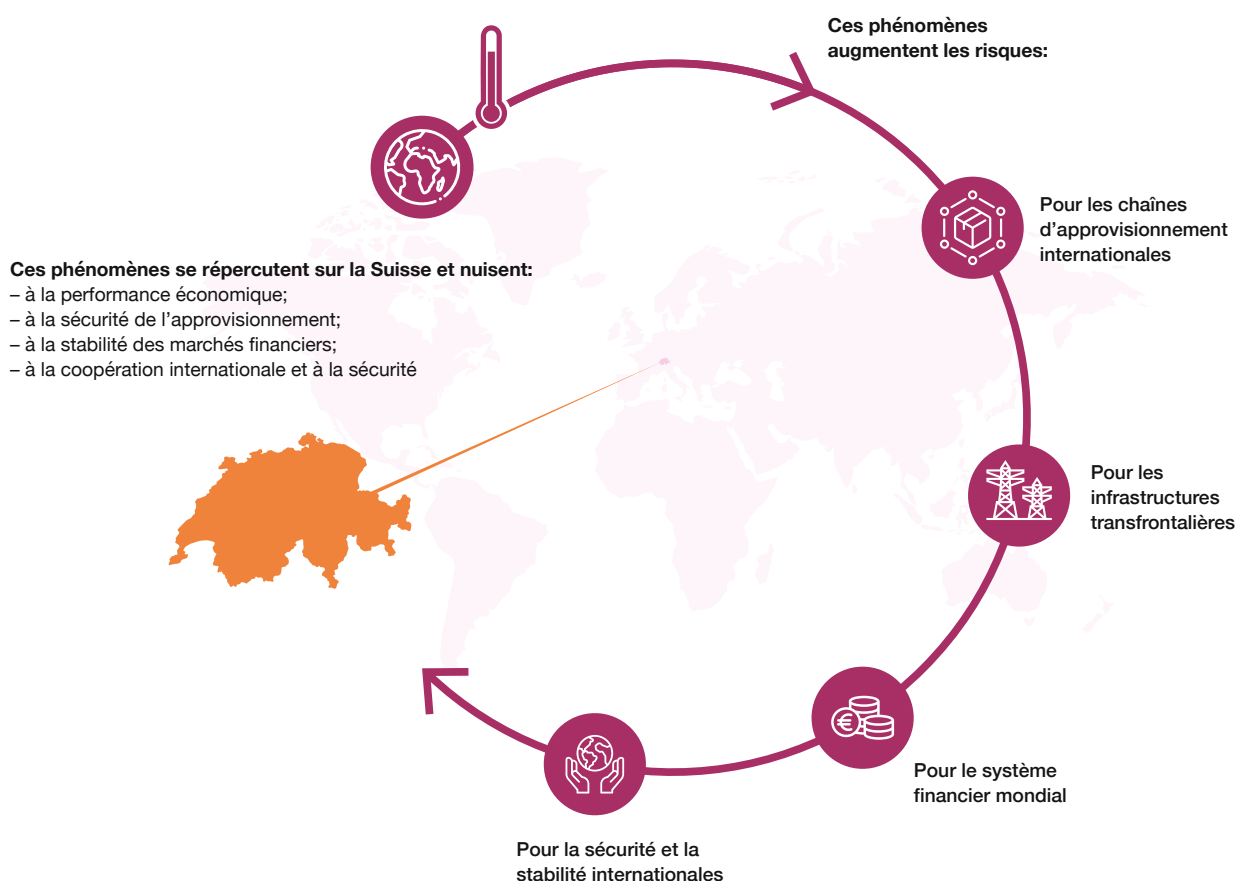 Ces phénomènes
augmentent les risques:
Pour les chaînes
d’approvisionnement
internationales
Ces phénomènes se répercutent sur la Suisse et nuisent:
– à la performance économique;
– à la sécurité de l’approvisionnement;
– à la stabilité des marchés financiers;
– à la coopération internationale et à la sécurité
Pour les
infrastructures
transfrontalières
€
Pour le système
financier mondial
Pour la sécurité et la
stabilité internationales